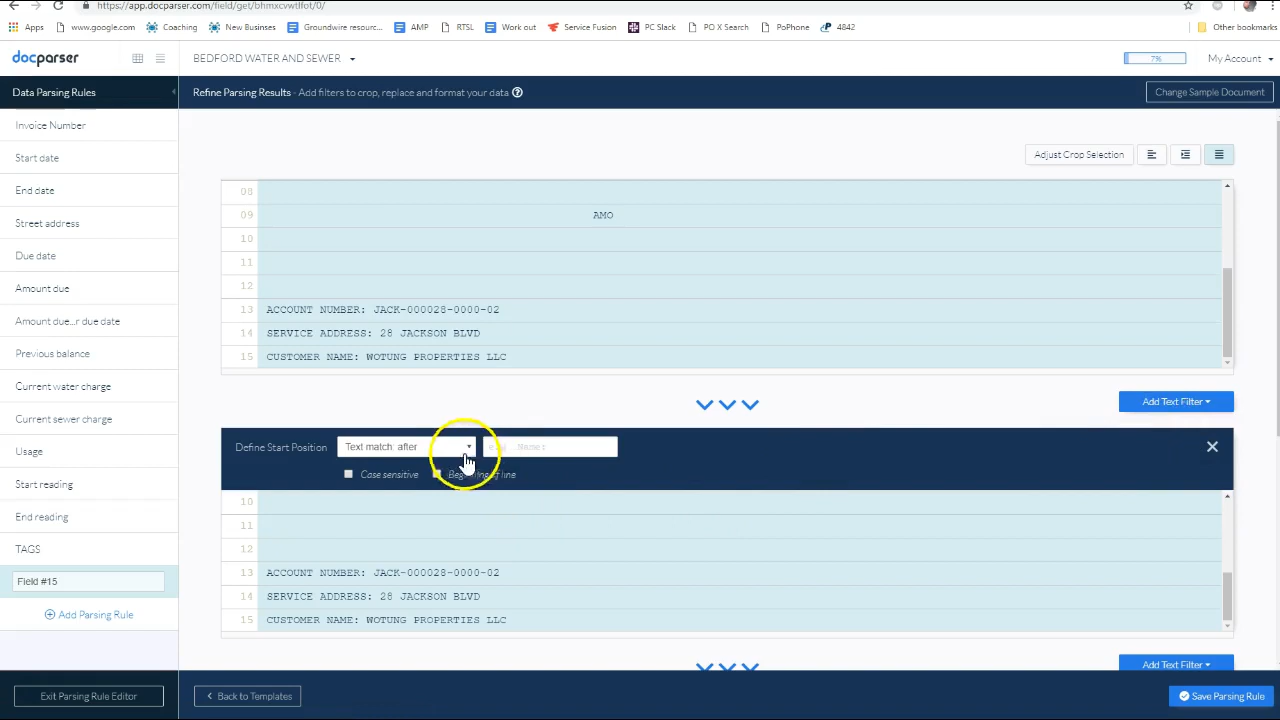 https://app.docparser.com/field/get/bhmxcvwtlfot/0/
Apps www.google.com Coaching New Business Groundwire resourc... AMP RTSL Work out Service Fusion PC Slack PO X Search PoPhone 4842 Other bookmarks
docparser BEDFORD WATER AND SEWER 7% My Account
Data Parsing Rules Refine Parsing Results - Add filters to crop, replace and format your data Change Sample Document
Invoice Number
Start date
End date
Street address
Due date
Amount due
Amount due...r due date
Previous balance
Current water charge
Current sewer charge
Usage
Start reading
End reading
TAGS
Field #15
Add Parsing Rule
Adjust Crop Selection
08
09 AMO
10
11
12
13 ACCOUNT NUMBER: JACK-000028-0000-02
14 SERVICE ADDRESS: 28 JACKSON BLVD
15 CUSTOMER NAME: WOTUNG PROPERTIES LLC
Add Text Filter
Define Start Position Text match: after e.g. Name:
Case sensitive Beginning of line
10
11
12
13 ACCOUNT NUMBER: JACK-000028-0000-02
14 SERVICE ADDRESS: 28 JACKSON BLVD
15 CUSTOMER NAME: WOTUNG PROPERTIES LLC
Add Text Filter
Exit Parsing Rule Editor Back to Templates Save Parsing Rule